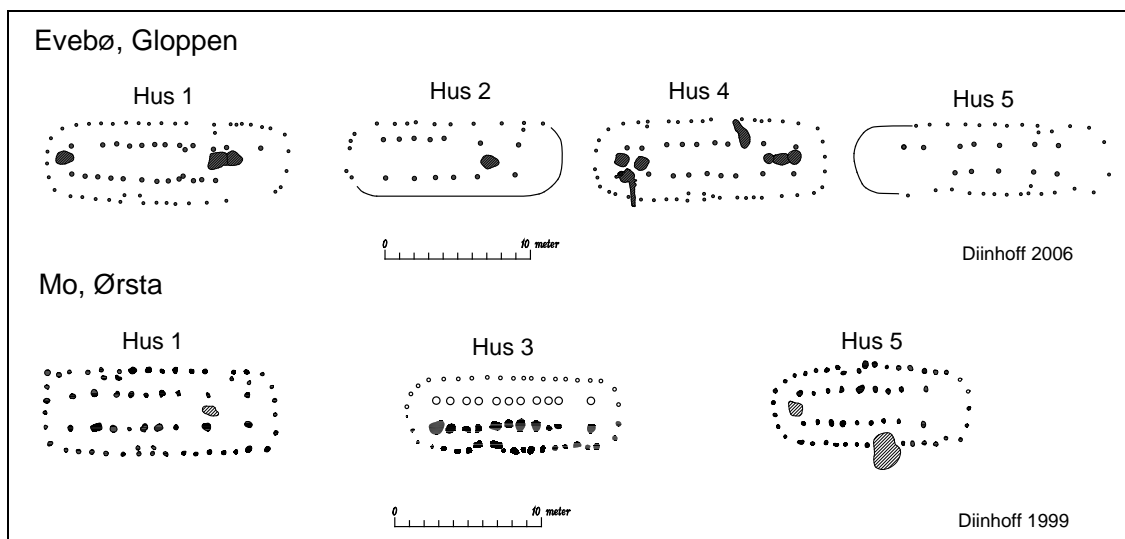 Evebø, Gloppen
Hus 1
Hus 2
Hus 4
Hus 5
0 10 meter
Diinhoff 2006
Mo, Ørsta
Hus 1
Hus 3
Hus 5
0 10 meter
Diinhoff 1999